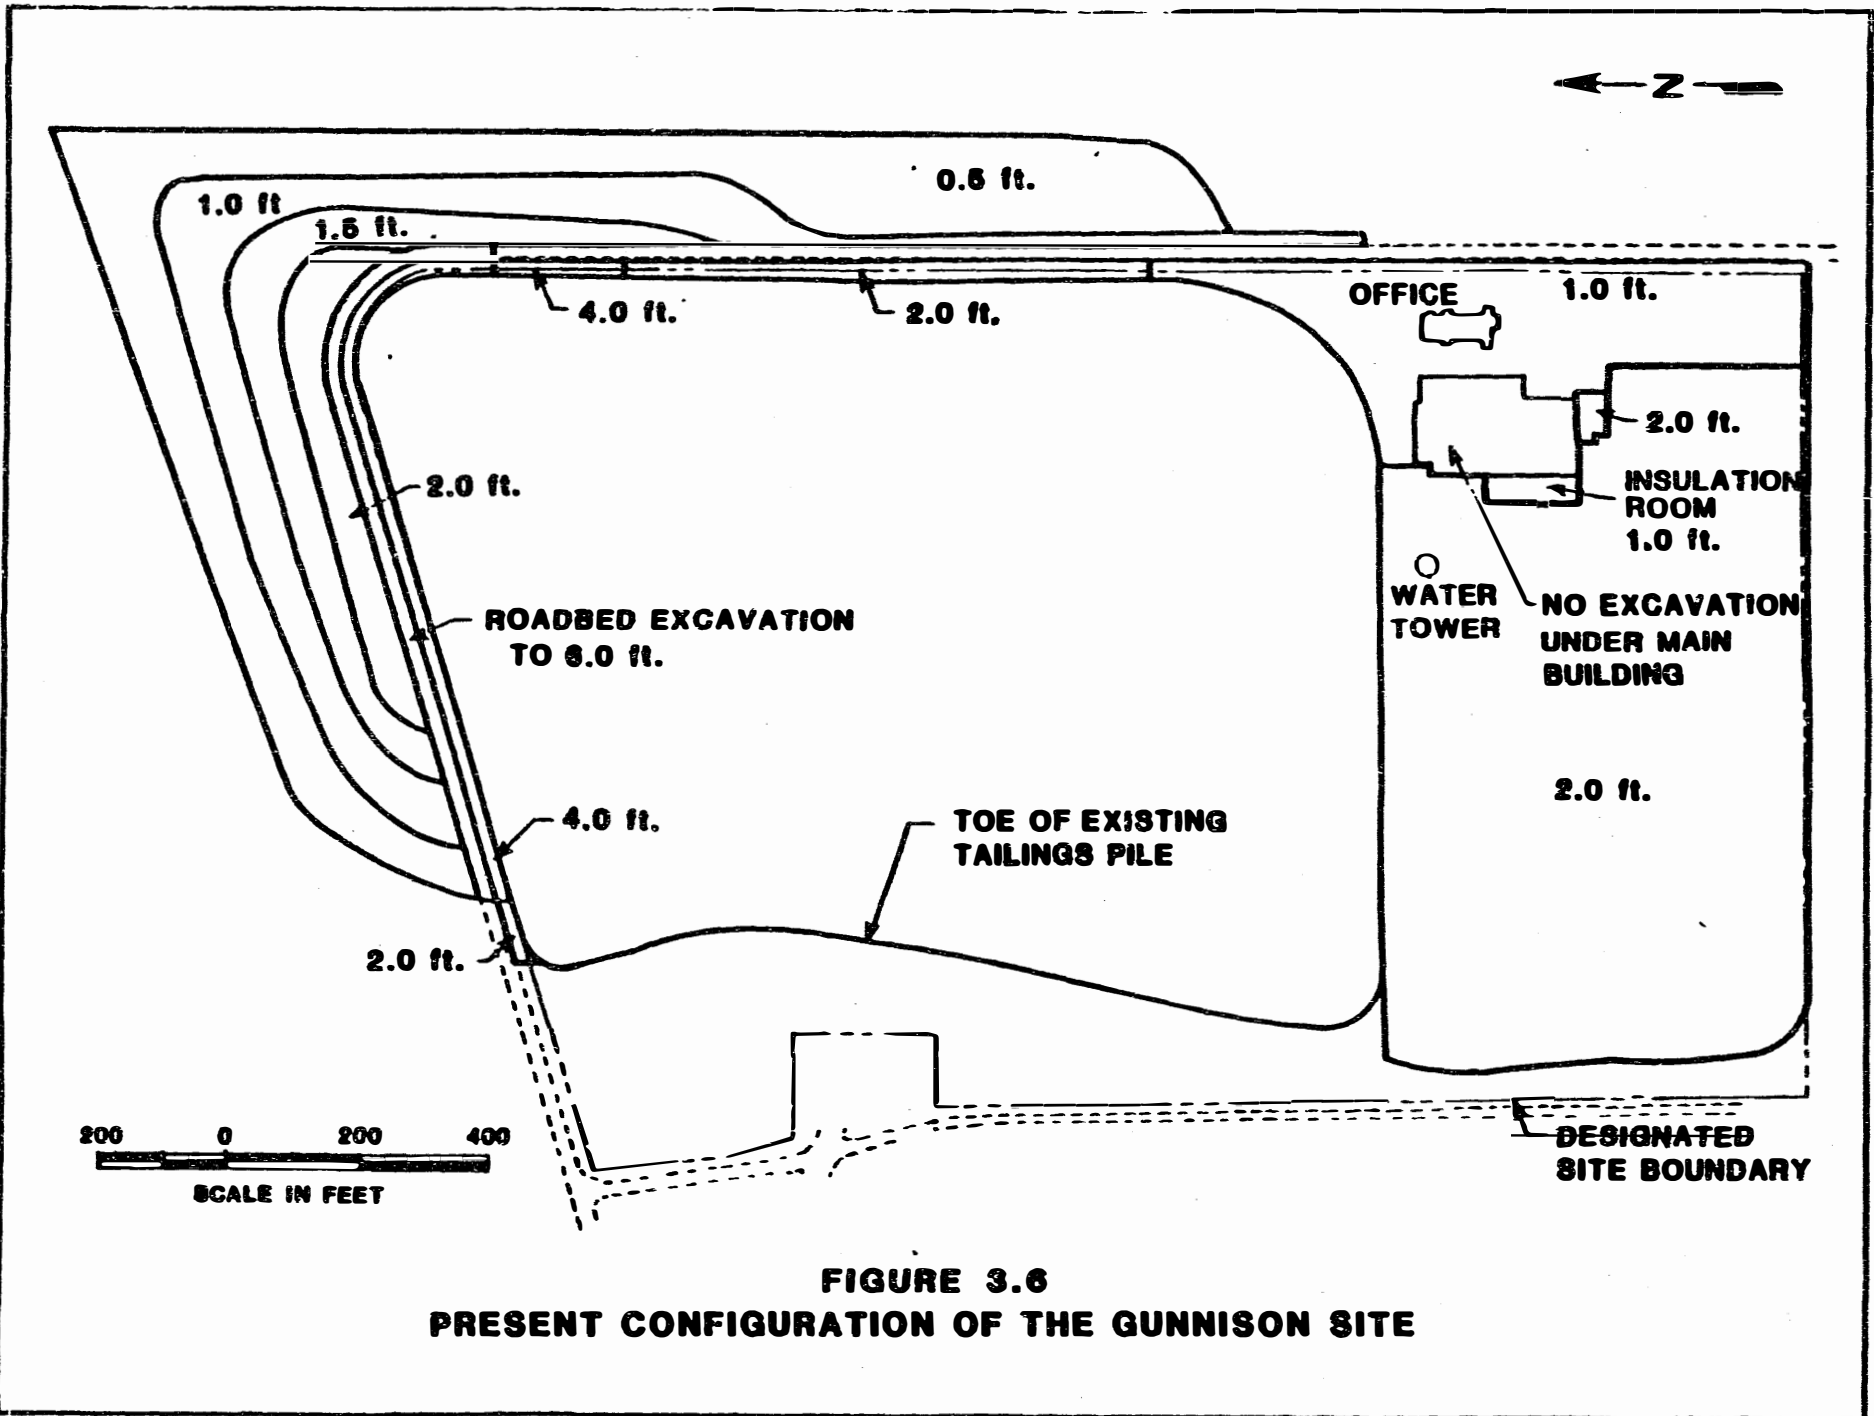 Z
0.5 ft.
1.0 ft
1.5 ft.
4.0 ft.
2.0 ft.
OFFICE
1.0 ft.
2.0 ft.
INSULATION
ROOM
1.0 ft.
2.0 ft.
WATER
TOWER
NO EXCAVATION
UNDER MAIN
BUILDING
ROADBED EXCAVATION
TO 6.0 ft.
2.0 ft.
4.0 ft.
TOE OF EXISTING
TAILINGS PILE
2.0 ft.
200 0 200 400
SCALE IN FEET
DESIGNATED
SITE BOUNDARY
FIGURE 3.6
PRESENT CONFIGURATION OF THE GUNNISON SITE